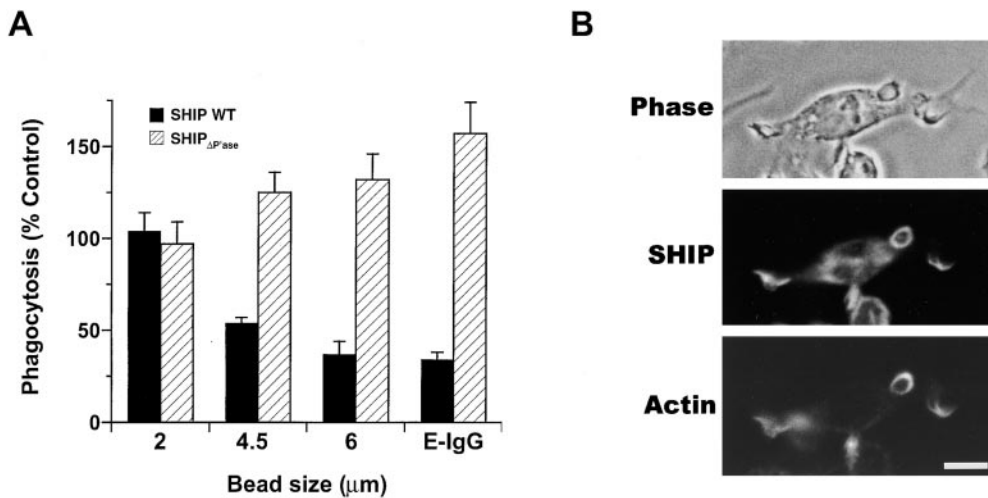 A
B
Phagocytosis (% Control)
150
100
50
0
SHIP WT
SHIPΔP'ase
2 4.5 6 E-IgG
Bead size (μm)
Phase
SHIP
Actin